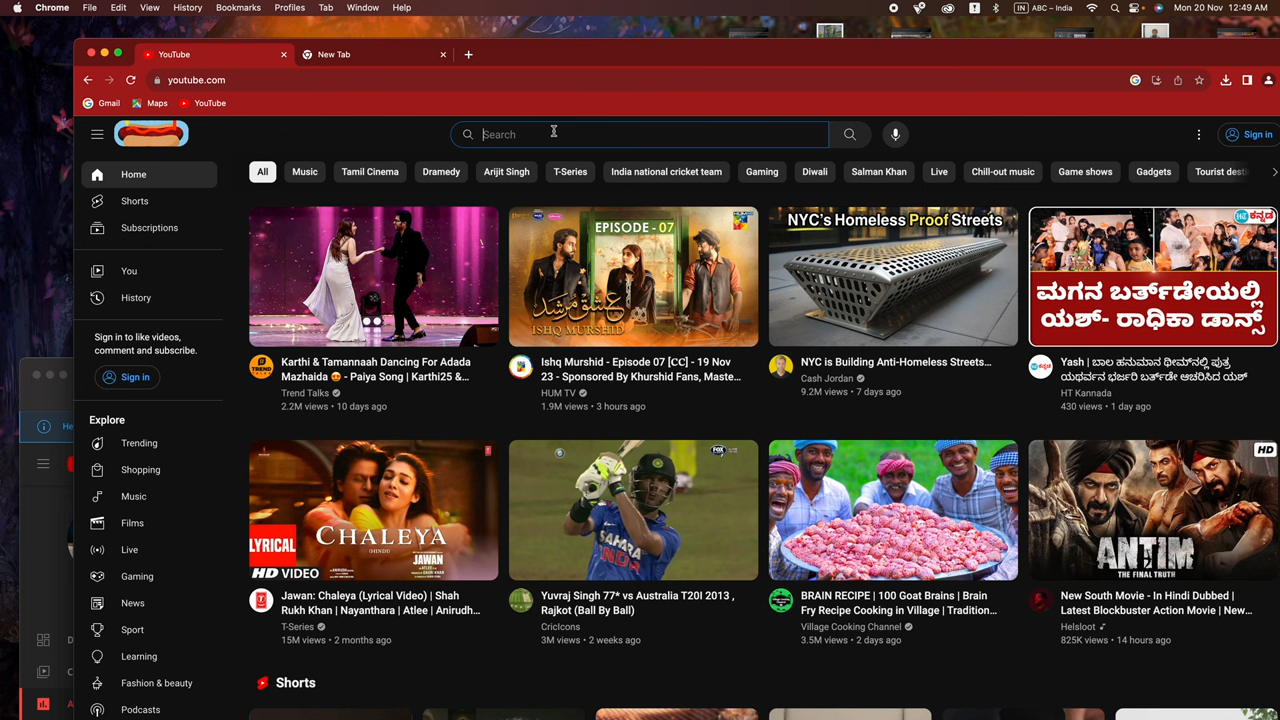 Chrome File Edit View History Bookmarks Profiles Tab Window Help
IN ABC – India Mon 20 Nov 12:49 AM
YouTube New Tab
youtube.com
Gmail Maps YouTube
Search
Sign in
All Music Tamil Cinema Dramedy Arijit Singh T-Series India national cricket team Gaming Diwali Salman Khan Live Chill-out music Game shows Gadgets Tourist desti
Home
Shorts
Subscriptions
You
History
Sign in to like videos,
comment and subscribe.
Sign in
Explore
Trending
Shopping
Music
Films
Live
Gaming
News
Sport
Learning
Fashion & beauty
Podcasts
Karthi & Tamannaah Dancing For Adada
Mazhaida 😍 - Paiya Song | Karthi25 &...
Trend Talks
2.2M views • 10 days ago
EPISODE - 07
عشق مرشد
ISHQ MURSHID
Ishq Murshid - Episode 07 [CC] - 19 Nov
23 - Sponsored By Khurshid Fans, Maste...
HUM TV
1.9M views • 3 hours ago
NYC's Homeless Proof Streets
NYC is Building Anti-Homeless Streets...
Cash Jordan
9.2M views • 7 days ago
HT ಕನ್ನಡ
ಮಗನ ಬರ್ತ್‌ಡೇಯಲ್ಲಿ
ಯಶ್- ರಾಧಿಕಾ ಡಾನ್ಸ್
Yash | ಬಾಲ ಹನುಮಾನ ಥೀಮ್‌ನಲ್ಲಿ ಪುತ್ರ
ಯಥರ್ವನ ಭರ್ಜರಿ ಬರ್ತ್‌ಡೇ ಆಚರಿಸಿದ ಯಶ್
HT Kannada
430 views • 1 day ago
LYRICAL
HD VIDEO
CHALEYA
(HINDI)
JAWAN
Jawan: Chaleya (Lyrical Video) | Shah
Rukh Khan | Nayanthara | Atlee | Anirudh...
T-Series
15M views • 2 months ago
FOX
SAHARA
INDIA
Yuvraj Singh 77* vs Australia T20I 2013 ,
Rajkot (Ball By Ball)
CricIcons
3M views • 2 weeks ago
BRAIN RECIPE | 100 Goat Brains | Brain
Fry Recipe Cooking in Village | Tradition...
Village Cooking Channel
3.5M views • 2 days ago
HD
ANTIM
THE FINAL TRUTH
New South Movie - In Hindi Dubbed |
Latest Blockbuster Action Movie | New...
Helsloot
825K views • 14 hours ago
Shorts